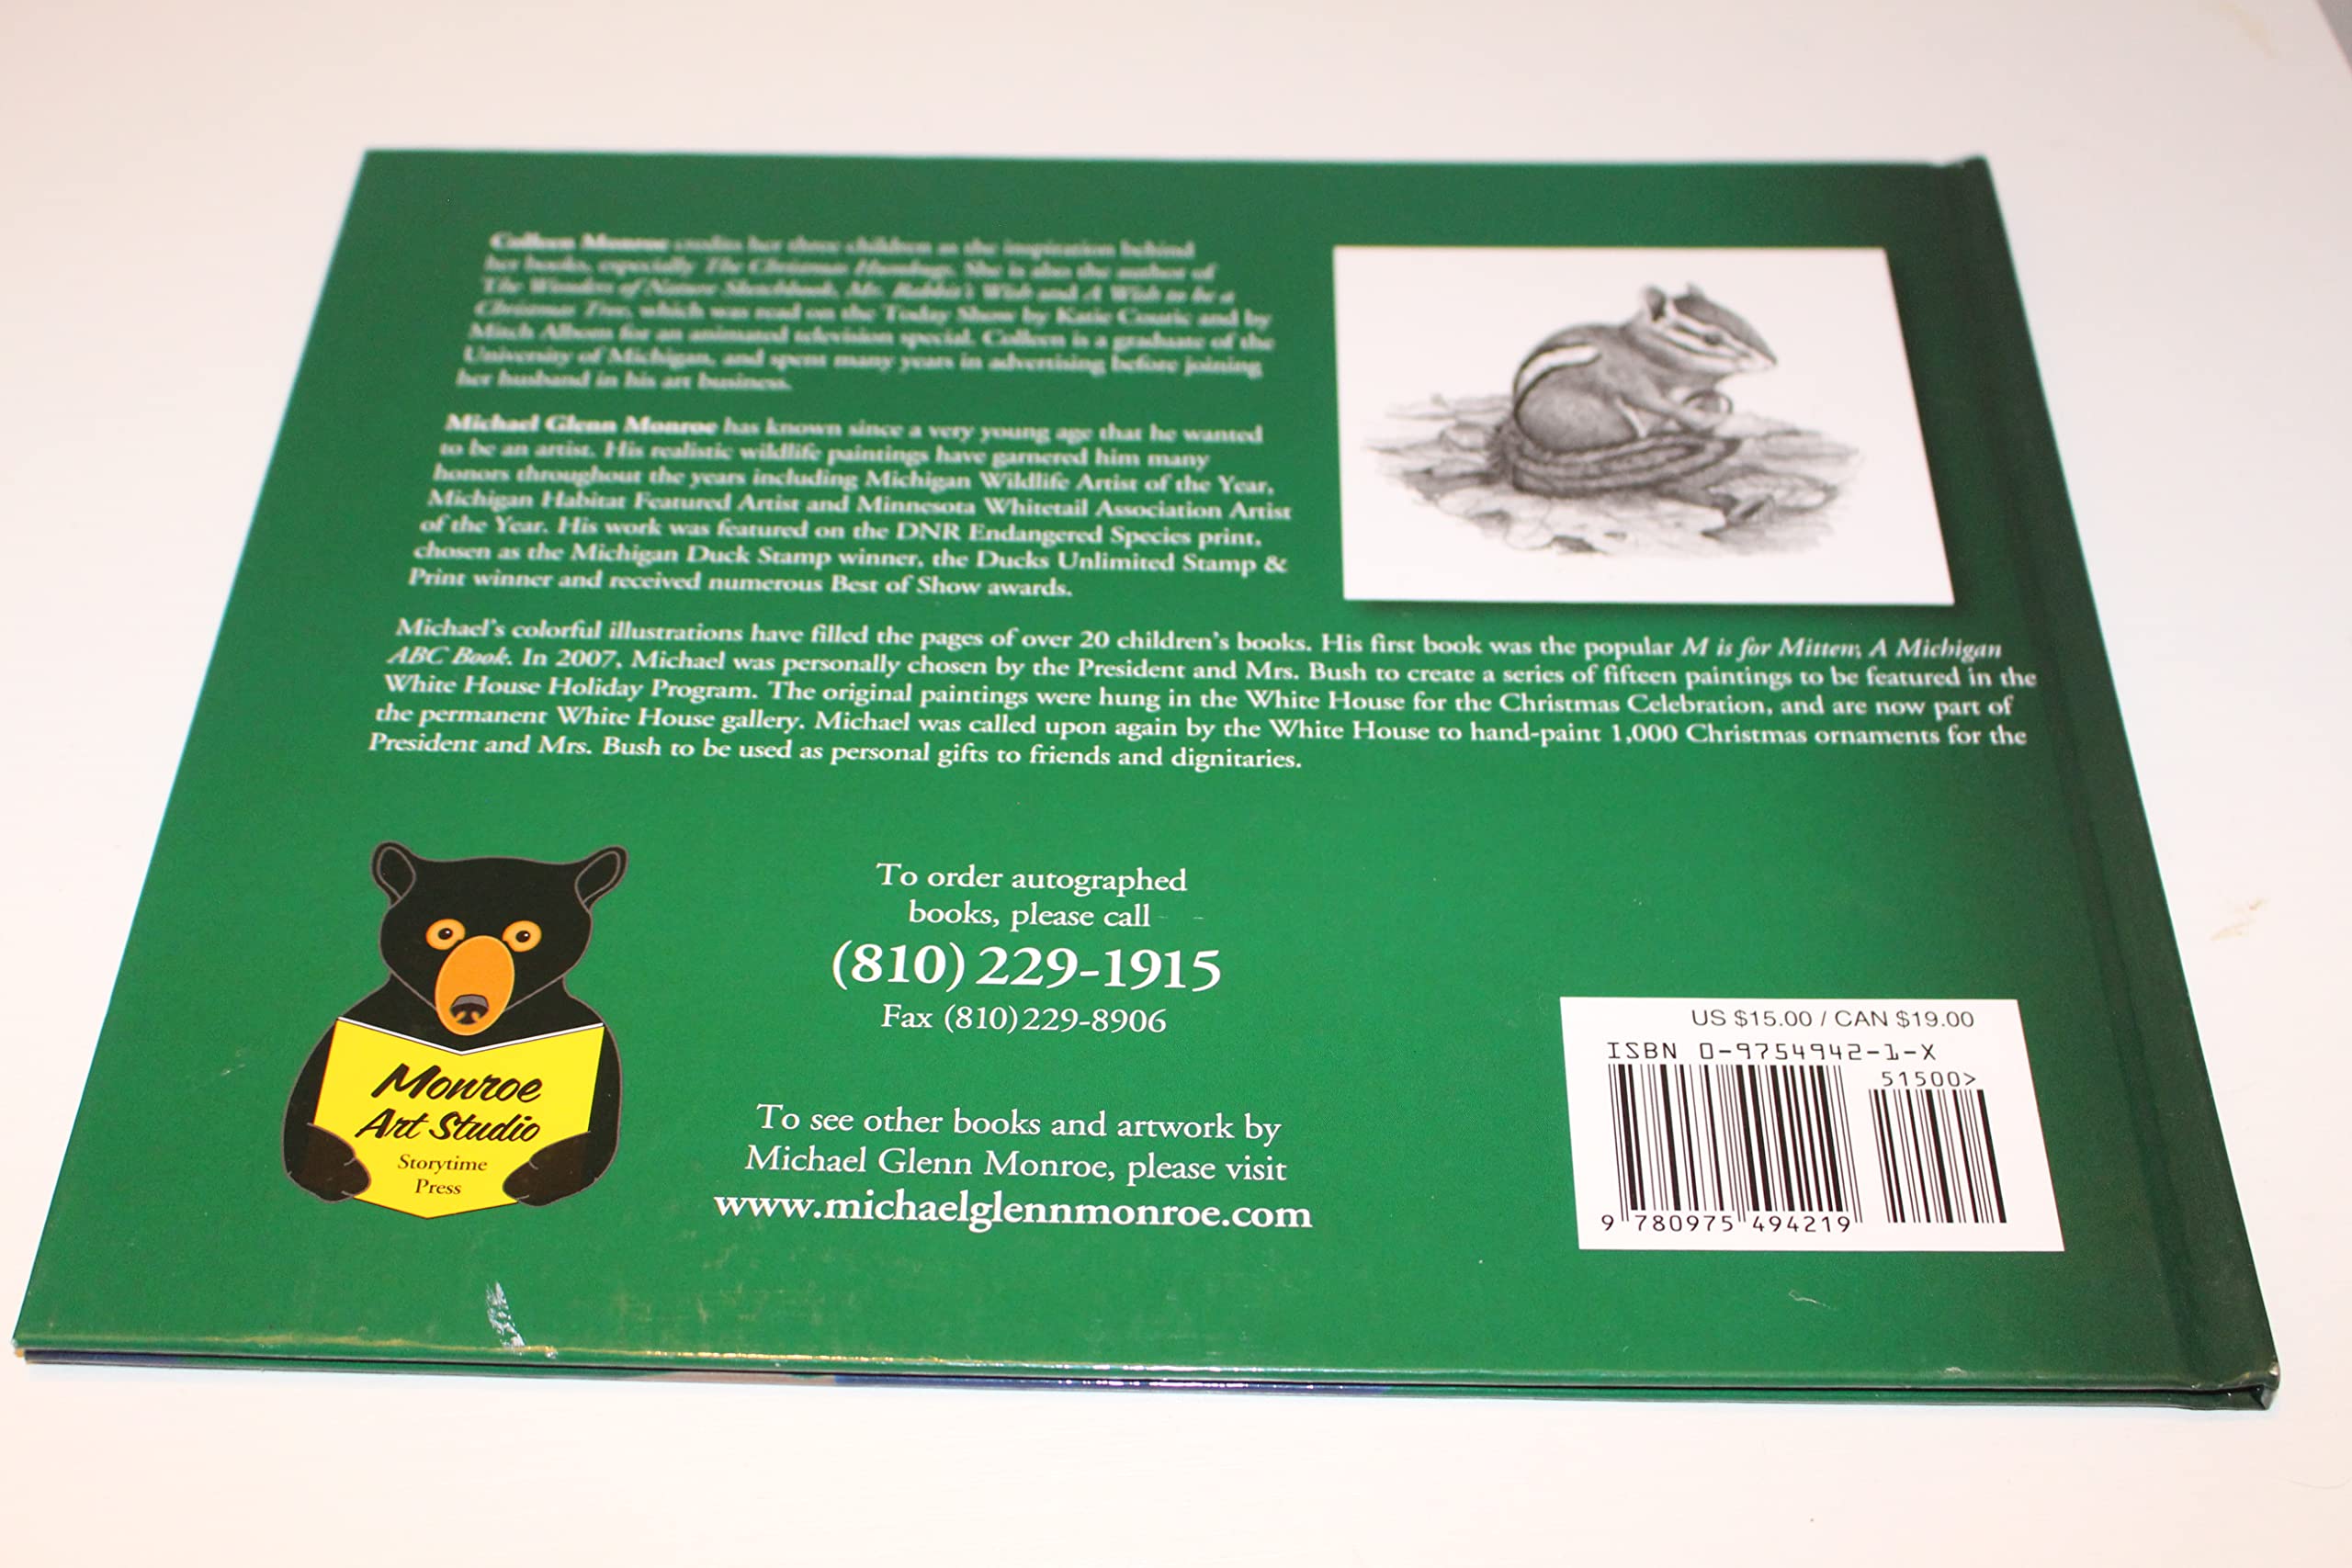 Colleen Monroe credits her three children as the inspiration behind
her books, especially The Christmas Humbugs. She is also the author of
The Wonders of Nature Sketchbook, Mr. Rabbit's Wish and A Wish to be a
Christmas Tree, which was read on the Today Show by Katie Couric and by
Mitch Albom for an animated television special. Colleen is a graduate of the
University of Michigan, and spent many years in advertising before joining
her husband in his art business.
Michael Glenn Monroe has known since a very young age that he wanted
to be an artist. His realistic wildlife paintings have garnered him many
honors throughout the years including Michigan Wildlife Artist of the Year,
Michigan Habitat Featured Artist and Minnesota Whitetail Association Artist
of the Year. His work was featured on the DNR Endangered Species print,
chosen as the Michigan Duck Stamp winner, the Ducks Unlimited Stamp &
Print winner and received numerous Best of Show awards.
Michael's colorful illustrations have filled the pages of over 20 children's books. His first book was the popular M is for Mitten; A Michigan
ABC Book. In 2007, Michael was personally chosen by the President and Mrs. Bush to create a series of fifteen paintings to be featured in the
White House Holiday Program. The original paintings were hung in the White House for the Christmas Celebration, and are now part of
the permanent White House gallery. Michael was called upon again by the White House to hand-paint 1,000 Christmas ornaments for the
President and Mrs. Bush to be used as personal gifts to friends and dignitaries.
Monroe
Art Studio
Storytime
Press
To order autographed
books, please call
(810) 229-1915
Fax (810)229-8906
To see other books and artwork by
Michael Glenn Monroe, please visit
www.michaelglennmonroe.com
US $15.00 / CAN $19.00
ISBN 0-9754942-1-X
51500>
9 780975 494219